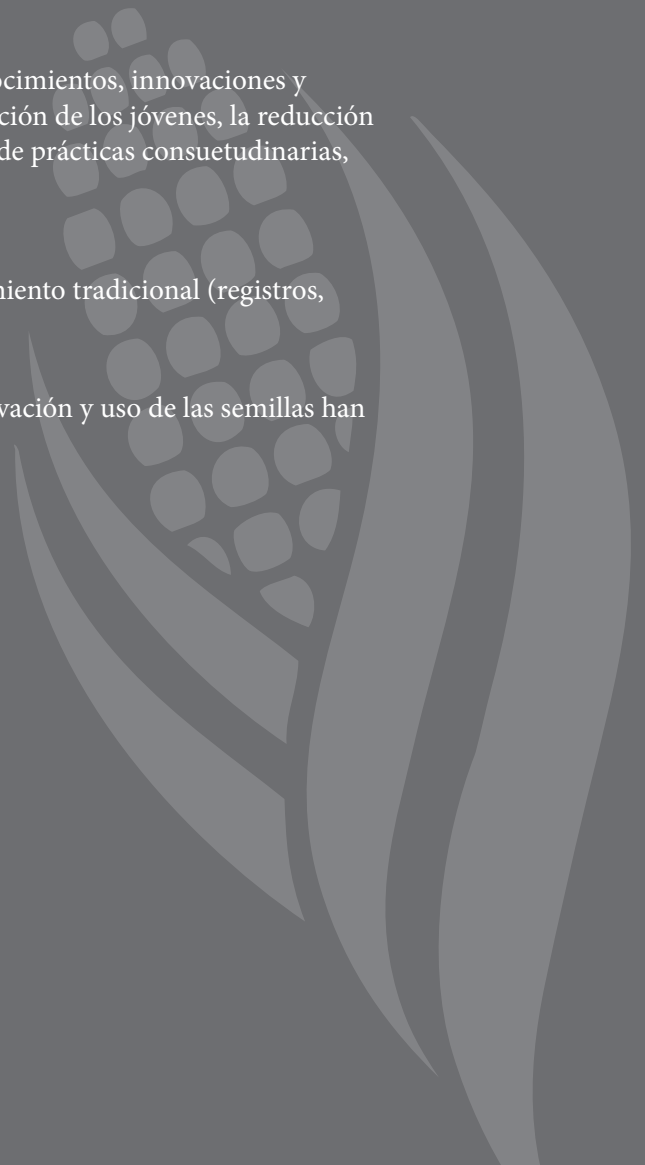 ocimientos, innovaciones y
ción de los jóvenes, la reducción
de prácticas consuetudinarias,
niento tradicional (registros,
vación y uso de las semillas han